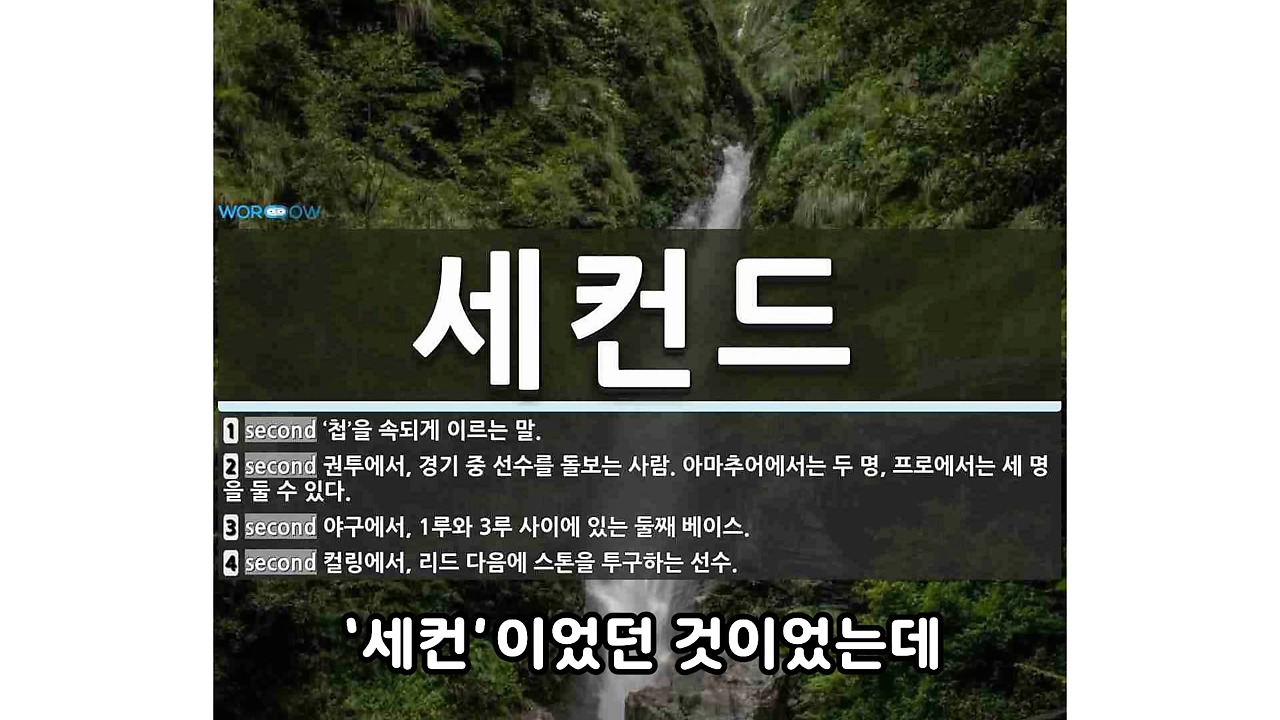 WORDOW
세컨드
1 second ‘첩’을 속되게 이르는 말.
2 second 권투에서, 경기 중 선수를 돌보는 사람. 아마추어에서는 두 명, 프로에서는 세 명
을 둘 수 있다.
3 second 야구에서, 1루와 3루 사이에 있는 둘째 베이스.
4 second 컬링에서, 리드 다음에 스톤을 투구하는 선수.
‘세컨’이었던 것이었는데